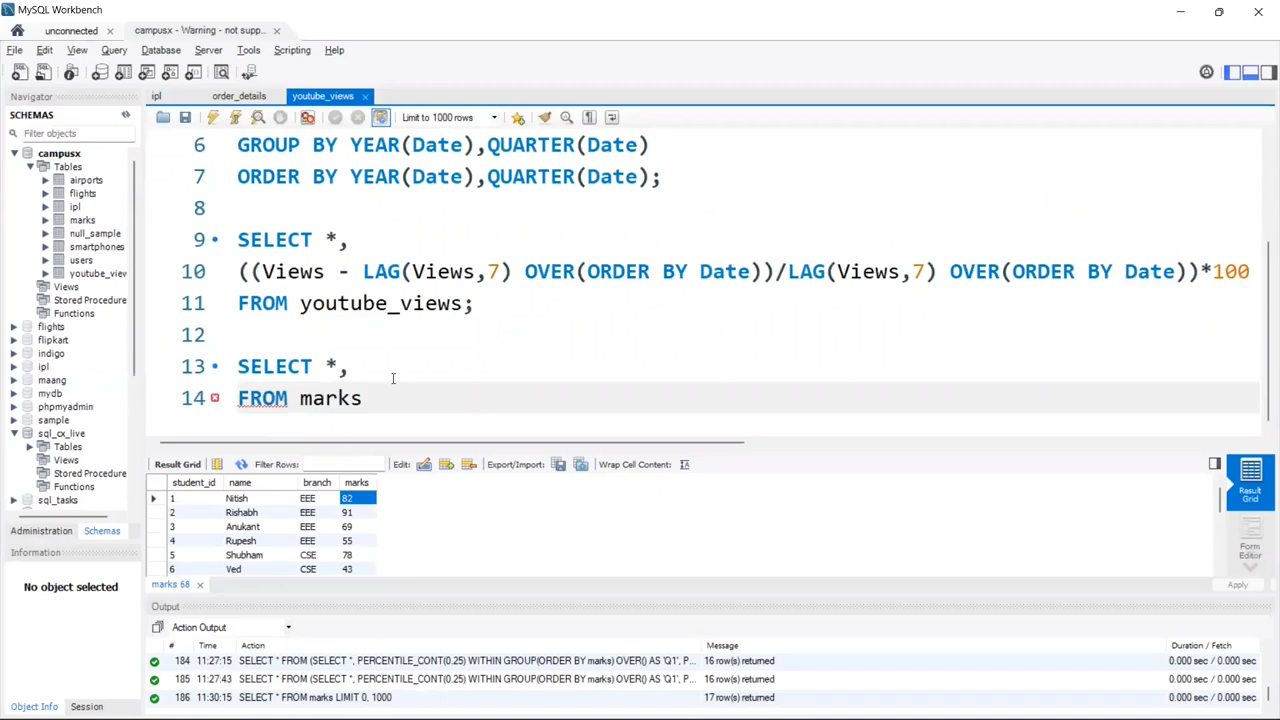 MySQL Workbench
unconnected
campusx - Warning - not supp...
File Edit View Query Database Server Tools Scripting Help
Navigator
SCHEMAS
Filter objects
campusx
Tables
airports
flights
ipl
marks
null_sample
smartphones
users
youtube_view
Views
Stored Procedure
Functions
flights
flipkart
indigo
ipl
maang
mydb
phpmyadmin
sample
sql_cx_live
Tables
Views
Stored Procedure
Functions
sql_tasks
Administration Schemas
Information
No object selected
Object Info Session
ipl order_details youtube_views
Limit to 1000 rows
6 GROUP BY YEAR(Date),QUARTER(Date)
7 ORDER BY YEAR(Date),QUARTER(Date);
8
9 SELECT *,
10 ((Views - LAG(Views,7) OVER(ORDER BY Date))/LAG(Views,7) OVER(ORDER BY Date))*100
11 FROM youtube_views;
12
13 SELECT *,
14 FROM marks
Result Grid Filter Rows: Edit: Export/Import: Wrap Cell Content:
student_id name branch marks
1 Nitish EEE 82
2 Rishabh EEE 91
3 Anukant EEE 69
4 Rupesh EEE 55
5 Shubham CSE 78
6 Ved CSE 43
Result Grid
Form Editor
marks 68
Apply
Output
Action Output
# Time Action Message Duration / Fetch
184 11:27:15 SELECT * FROM (SELECT *, PERCENTILE_CONT(0.25) WITHIN GROUP(ORDER BY marks) OVER() AS 'Q1', P... 16 row(s) returned 0.000 sec / 0.000 sec
185 11:27:43 SELECT * FROM (SELECT *, PERCENTILE_CONT(0.25) WITHIN GROUP(ORDER BY marks) OVER() AS 'Q1', P... 16 row(s) returned 0.000 sec / 0.000 sec
186 11:30:15 SELECT * FROM marks LIMIT 0, 1000 17 row(s) returned 0.000 sec / 0.000 sec